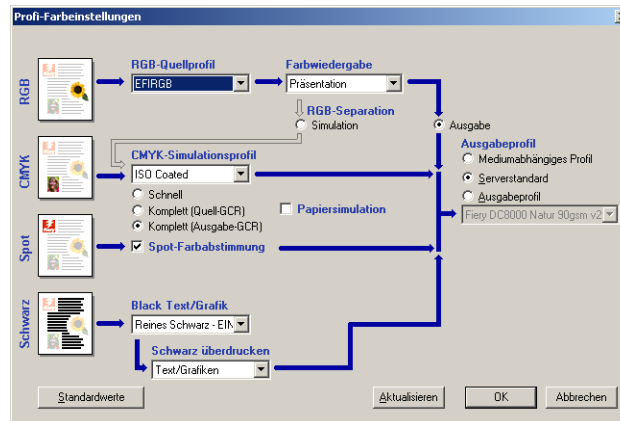 Profi-Farbeinstellungen
RGB
RGB-Quellprofil
EFIRGB
Farbwiedergabe
Präsentation
RGB-Separation
Simulation
Ausgabe
CMYK
CMYK-Simulationsprofil
ISO Coated
Schnell
Komplett (Quell-GCR)
Komplett (Ausgabe-GCR)
Papiersimulation
Ausgabeprofil
Mediumabhängiges Profil
Serverstandard
Ausgabeprofil
Fiery DC8000 Natur 90gsm v2
Spot
Spot-Farbabstimmung
Schwarz
Black Text/Grafik
Reines Schwarz - EIN
Schwarz überdrucken
Text/Grafiken
Standardwerte
Aktualisieren
OK
Abbrechen